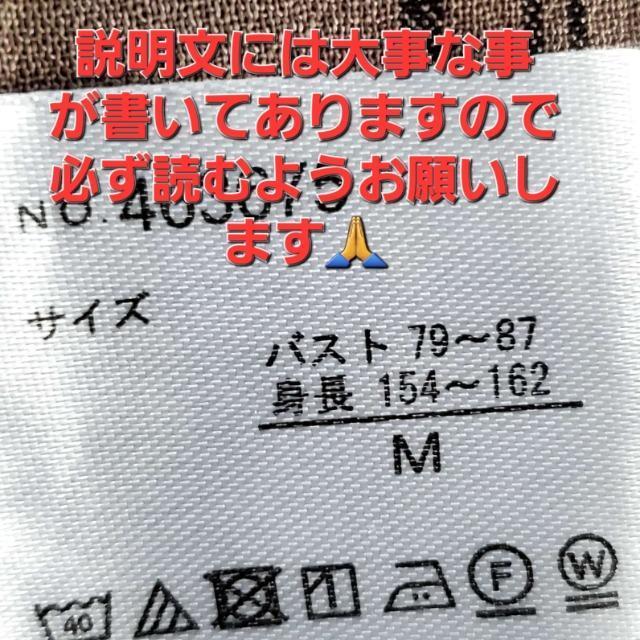 説明文には大事な事
が書いてありますので
必ず読むようお願いし
ます🙏
NO.
サイズ
バスト 79～87
身長 154～162
M
40
F
W